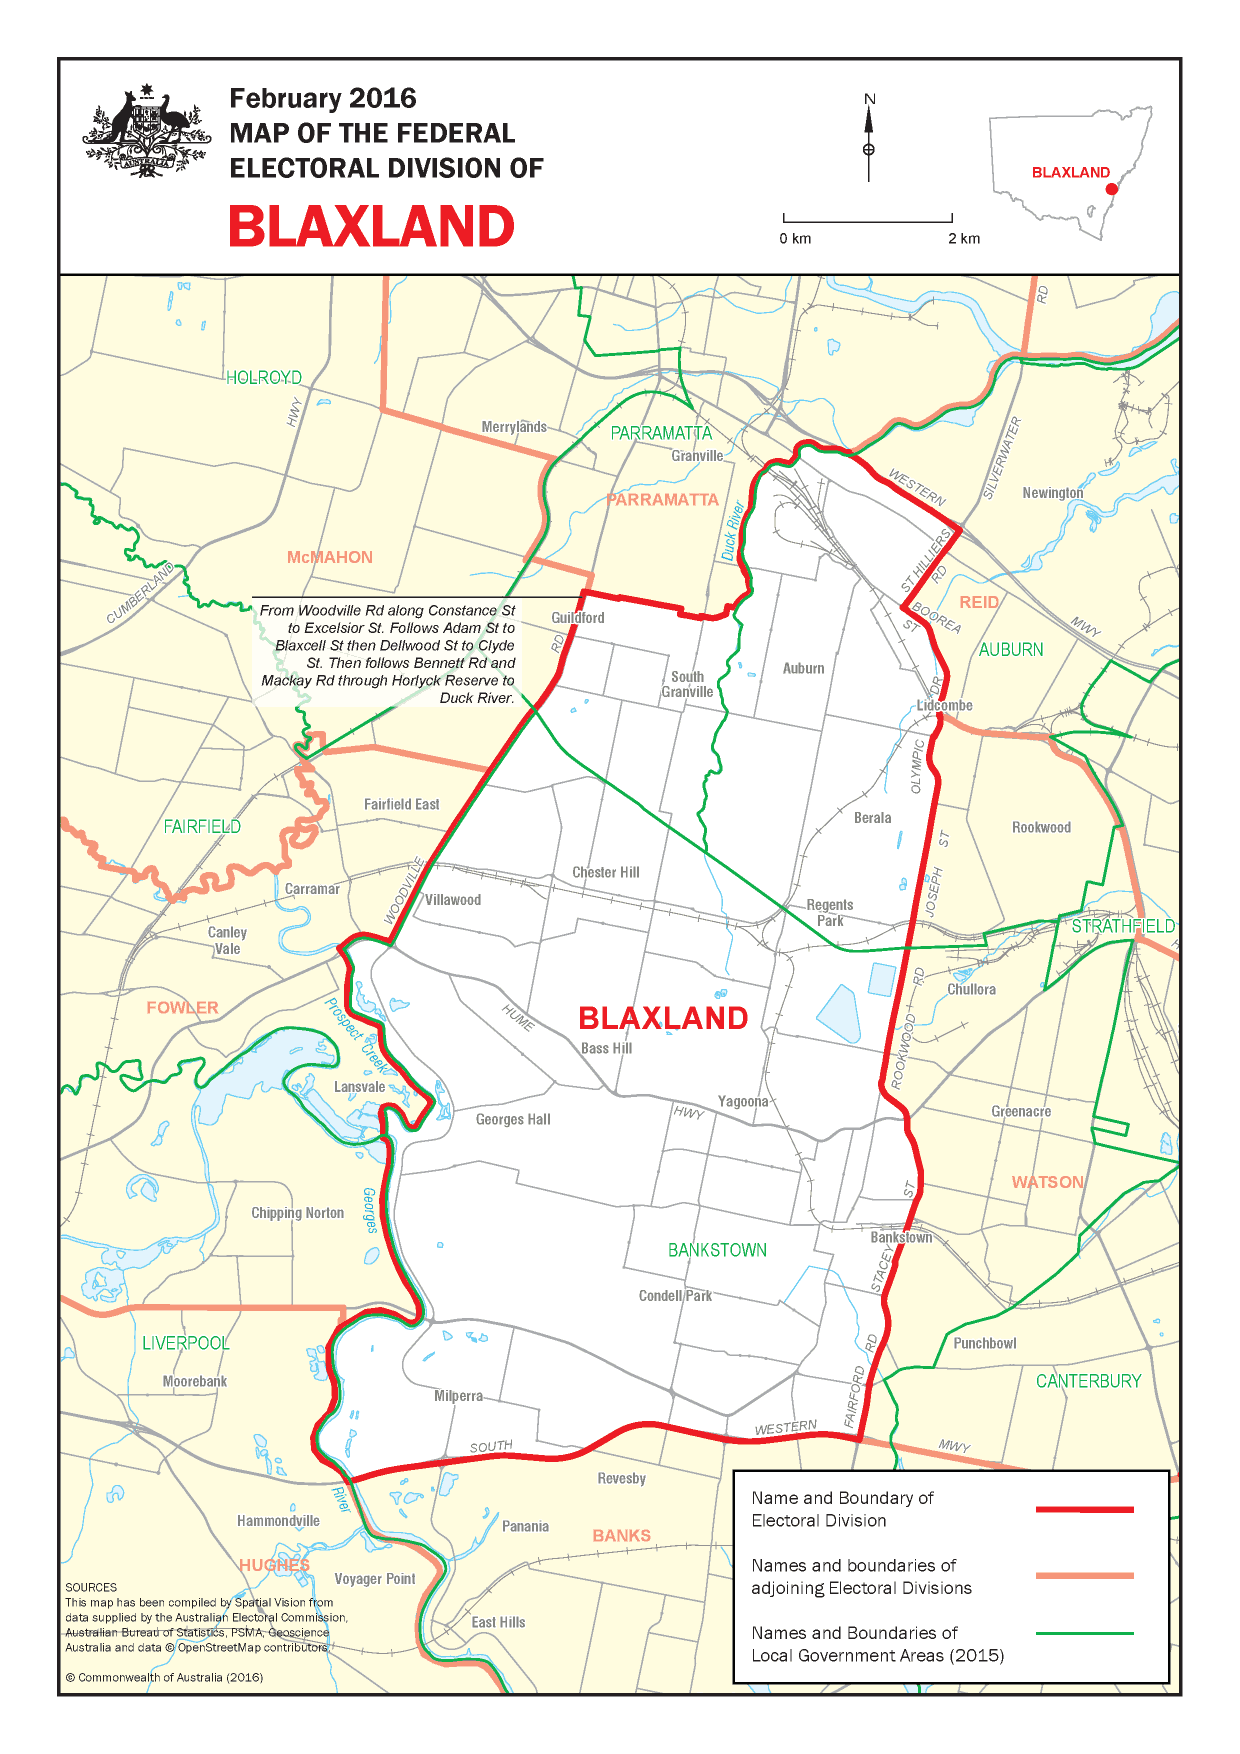 February 2016
MAP OF THE FEDERAL
ELECTORAL DIVISION OF
BLAXLAND
AUSTRALIA
N
0 km
2 km
BLAXLAND
RD
HOLROYD
HWY
Merrylands
PARRAMATTA
Granville
WESTERN
SILVERWATER
Newington
PARRAMATTA
Duck River
McMAHON
CUMBERLAND
ST HILLIERS
RD
REID
BOOREA
ST
MWY
AUBURN
From Woodville Rd along Constance St
to Excelsior St. Follows Adam St to
Blaxcell St then Dellwood St to Clyde
St. Then follows Bennett Rd and
Mackay Rd through Horlyck Reserve to
Duck River.
Guildford
RD
South
Granville
Auburn
DR
Lidcombe
OLYMPIC
Fairfield East
FAIRFIELD
Berala
Rookwood
ST
JOSEPH
WOODVILLE
Chester Hill
Carramar
Villawood
Regents
Park
STRATHFIELD
H
Canley
Vale
RD
Chullora
FOWLER
Prospect Creek
HUME
BLAXLAND
Bass Hill
ROOKWOOD
Lansvale
Georges Hall
HWY
Yagoona
Greenacre
WATSON
ST
Georges
Chipping Norton
Bankstown
BANKSTOWN
STACEY
Condell Park
LIVERPOOL
RD
Punchbowl
Moorebank
Milperra
FAIRFORD
CANTERBURY
WESTERN
SOUTH
MWY
Revesby
River
Hammondville
Panania
BANKS
HUGHES
Voyager Point
East Hills
Name and Boundary of
Electoral Division
Names and boundaries of
adjoining Electoral Divisions
Names and Boundaries of
Local Government Areas (2015)
SOURCES
This map has been compiled by Spatial Vision from
data supplied by the Australian Electoral Commission,
Australian Bureau of Statistics, PSMA, Geoscience
Australia and data © OpenStreetMap contributors
© Commonwealth of Australia (2016)